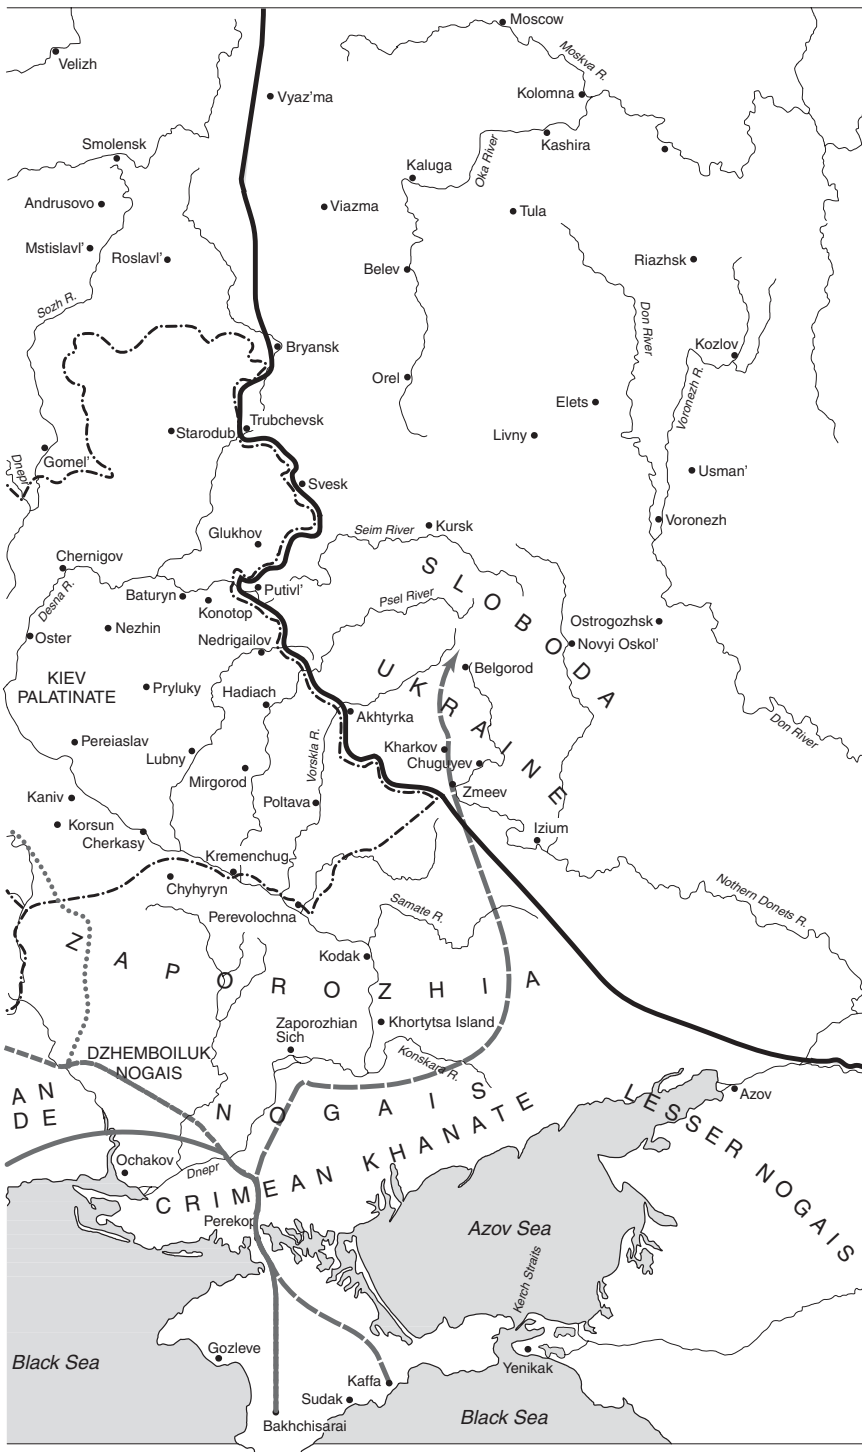 Moscow
Moskva R.
Velizh
Vyaz’ma
Kolomna
Smolensk
Kashira
Oka River
Kaluga
Andrusovo
Viazma
Tula
Mstislavl’
Roslavl’
Belev
Riazhsk
Sozh R.
Don River
Bryansk
Kozlov
Orel
Voronezh R.
Elets
Trubchevsk
Starodub
Livny
Gomel’
Dnepr
Usman’
Svesk
Voronezh
Glukhov
Seim River
Kursk
Chernigov
SLOBODA
Putivl’
Baturyn
Desna R.
Konotop
Psel River
Ostrogozhsk
Nezhin
Oster
Nedrigailov
Novyi Oskol’
Belgorod
KIEV
PALATINATE
UKRAINE
Pryluky
Hadiach
Akhtyrka
Don River
Pereiaslav
Vorskla R.
Kharkov
Lubny
Chuguyev
Mirgorod
Zmeev
Kaniv
Poltava
Korsun
Izium
Cherkasy
Kremenchug
Chyhyryn
Nothern Donets R.
Perevolochna
Samate R.
ZAPOROZHIA
Kodak
Zaporozhian
Sich
Khortytsa Island
DZHEMBOILUK
NOGAIS
Konskaia R.
AN
DE
NOGAIS
Azov
LESSER NOGAIS
CRIMEAN KHANATE
Ochakov
Dnepr
Perekop
Azov Sea
Kerch Straits
Gozleve
Black Sea
Yenikak
Kaffa
Sudak
Black Sea
Bakhchisarai